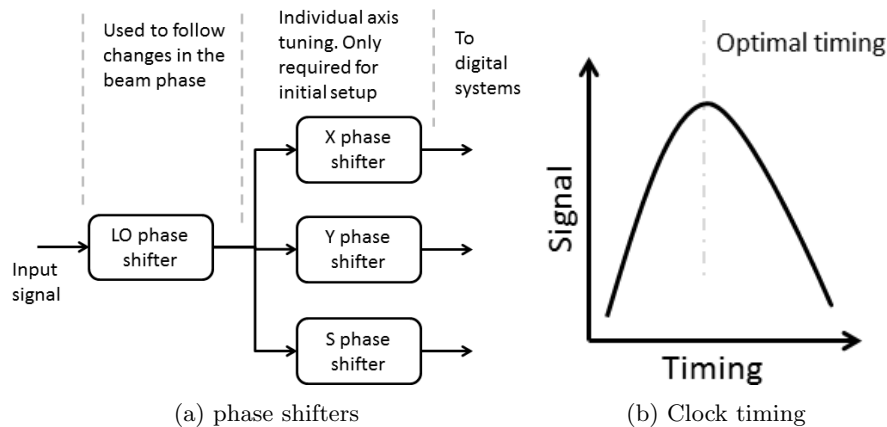 Used to follow
changes in the
beam phase
Individual axis
tuning. Only
required for
initial setup
To
digital
systems
X phase
shifter
LO phase
shifter
Y phase
shifter
Input
signal
S phase
shifter
(a) phase shifters
Optimal timing
Signal
Timing
(b) Clock timing